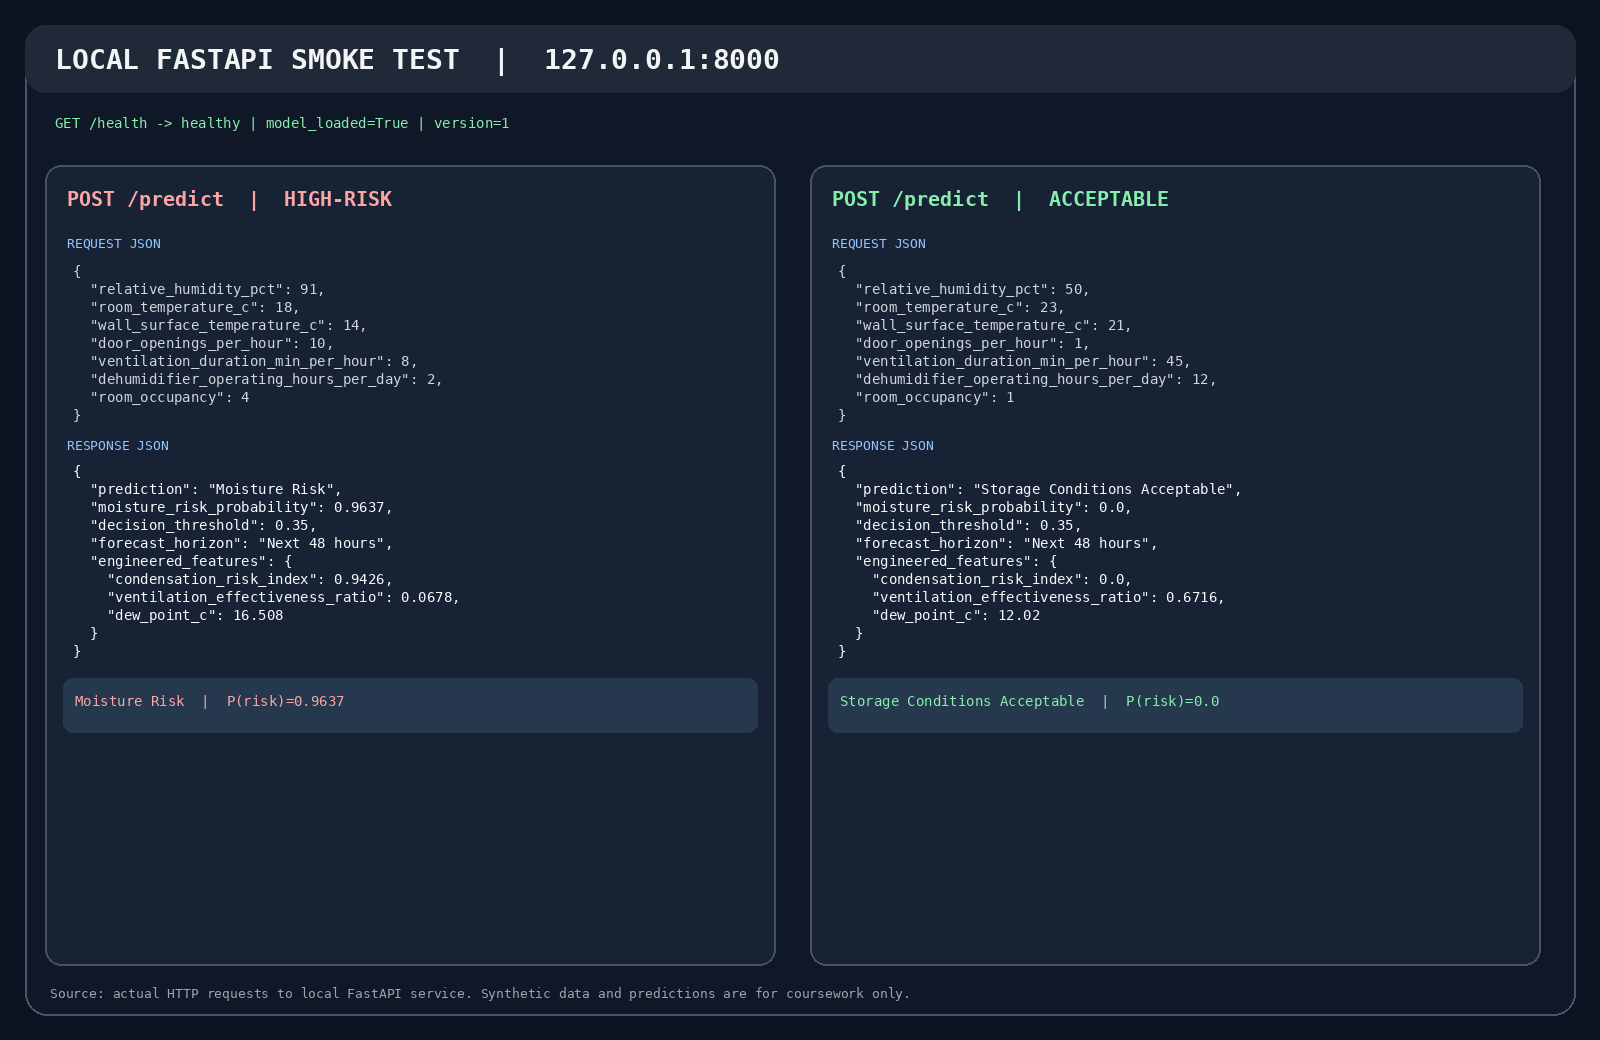 LOCAL FASTAPI SMOKE TEST | 127.0.0.1:8000
GET /health -> healthy | model_loaded=True | version=1
POST /predict | HIGH-RISK
REQUEST JSON
{
  "relative_humidity_pct": 91,
  "room_temperature_c": 18,
  "wall_surface_temperature_c": 14,
  "door_openings_per_hour": 10,
  "ventilation_duration_min_per_hour": 8,
  "dehumidifier_operating_hours_per_day": 2,
  "room_occupancy": 4
}
RESPONSE JSON
{
  "prediction": "Moisture Risk",
  "moisture_risk_probability": 0.9637,
  "decision_threshold": 0.35,
  "forecast_horizon": "Next 48 hours",
  "engineered_features": {
    "condensation_risk_index": 0.9426,
    "ventilation_effectiveness_ratio": 0.0678,
    "dew_point_c": 16.508
  }
}
Moisture Risk | P(risk)=0.9637
POST /predict | ACCEPTABLE
REQUEST JSON
{
  "relative_humidity_pct": 50,
  "room_temperature_c": 23,
  "wall_surface_temperature_c": 21,
  "door_openings_per_hour": 1,
  "ventilation_duration_min_per_hour": 45,
  "dehumidifier_operating_hours_per_day": 12,
  "room_occupancy": 1
}
RESPONSE JSON
{
  "prediction": "Storage Conditions Acceptable",
  "moisture_risk_probability": 0.0,
  "decision_threshold": 0.35,
  "forecast_horizon": "Next 48 hours",
  "engineered_features": {
    "condensation_risk_index": 0.0,
    "ventilation_effectiveness_ratio": 0.6716,
    "dew_point_c": 12.02
  }
}
Storage Conditions Acceptable | P(risk)=0.0
Source: actual HTTP requests to local FastAPI service. Synthetic data and predictions are for coursework only.